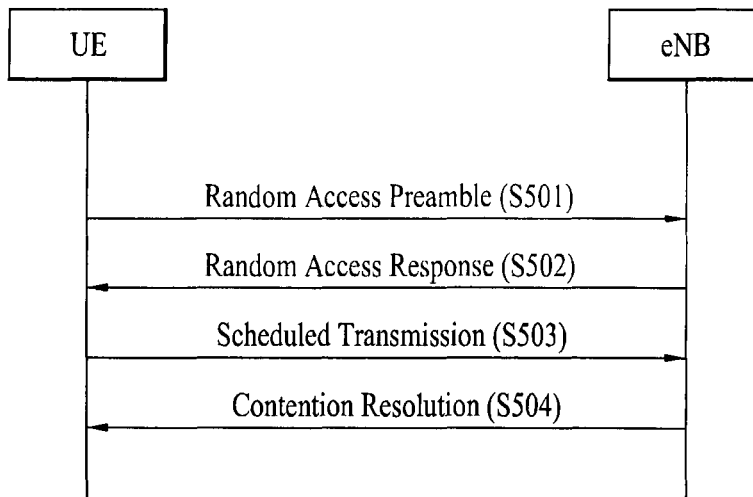 UE
eNB
Random Access Preamble (S501)
Random Access Response (S502)
Scheduled Transmission (S503)
Contention Resolution (S504)